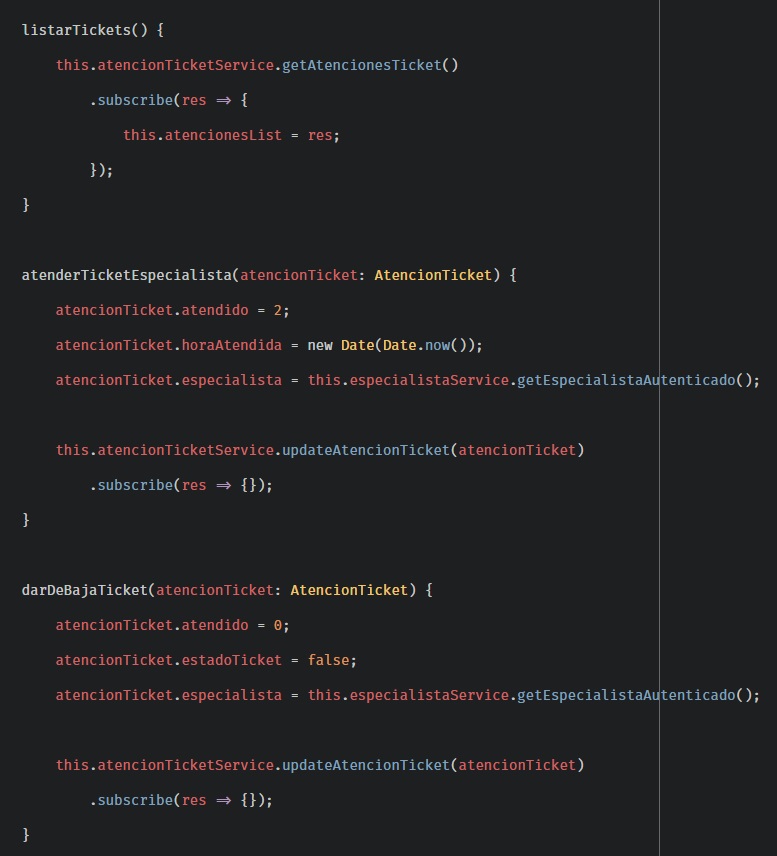 listarTickets() {
this.atencionTicketService.getAtencionesTicket()
.subscribe(res => {
this.atencionesList = res;
});
}
atenderTicketEspecialista(atencionTicket: AtencionTicket) {
atencionTicket.atendido = 2;
atencionTicket.horaAtendida = new Date(Date.now());
atencionTicket.especialista = this.especialistaService.getEspecialistaAutenticado();
this.atencionTicketService.updateAtencionTicket(atencionTicket)
.subscribe(res => {});
}
darDeBajaTicket(atencionTicket: AtencionTicket) {
atencionTicket.atendido = 0;
atencionTicket.estadoTicket = false;
atencionTicket.especialista = this.especialistaService.getEspecialistaAutenticado();
this.atencionTicketService.updateAtencionTicket(atencionTicket)
.subscribe(res => {});
}